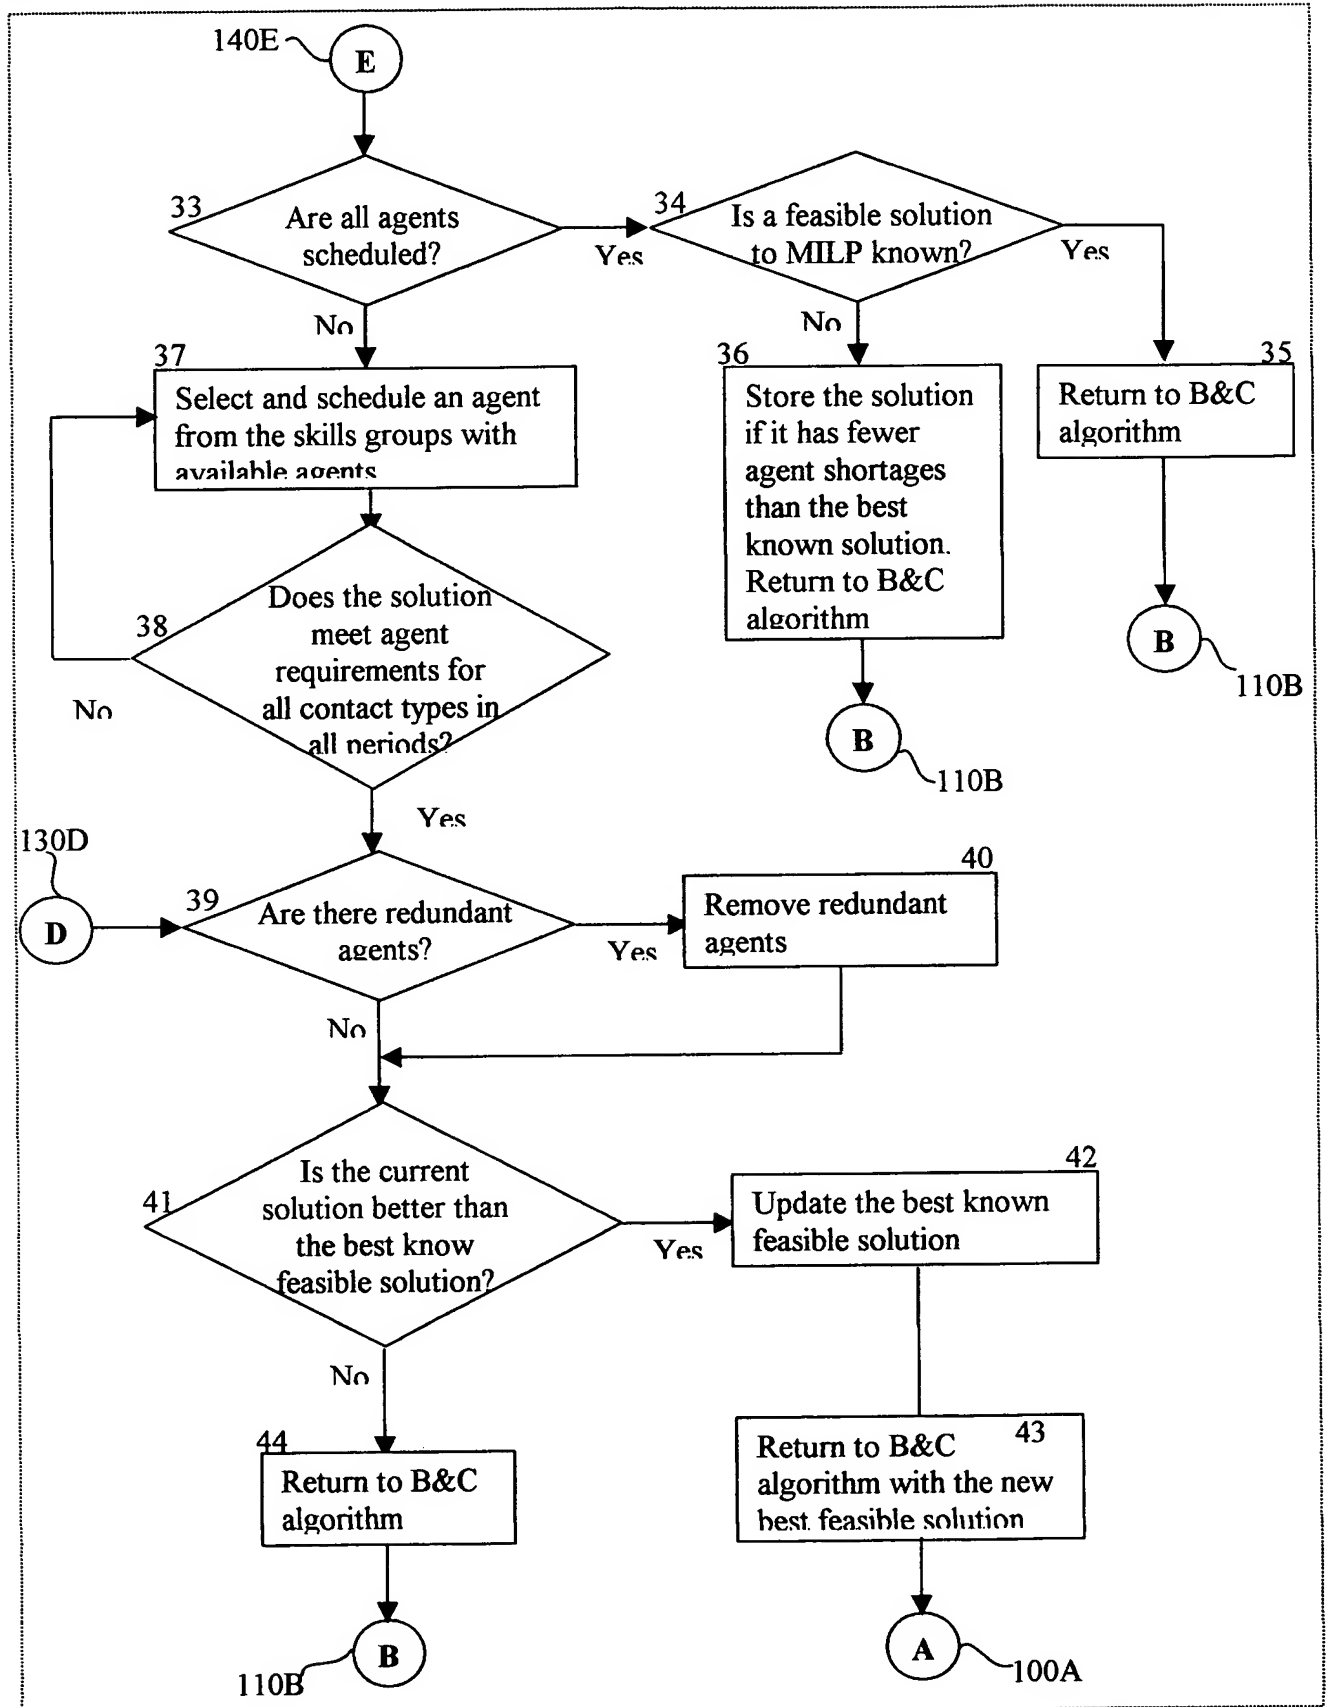 140E
E
33
Are all agents
scheduled?
Yes
No
34
Is a feasible solution
to MILP known?
Yes
No
37
Select and schedule an agent
from the skills groups with
available agents
36
Store the solution
if it has fewer
agent shortages
than the best
known solution.
Return to B&C
algorithm
35
Return to B&C
algorithm
B
110B
B
110B
38
Does the solution
meet agent
requirements for
all contact types in
all periods?
No
Yes
130D
D
39
Are there redundant
agents?
Yes
No
40
Remove redundant
agents
41
Is the current
solution better than
the best know
feasible solution?
Yes
No
42
Update the best known
feasible solution
44
Return to B&C
algorithm
43
Return to B&C
algorithm with the new
best feasible solution
B
110B
A
100A